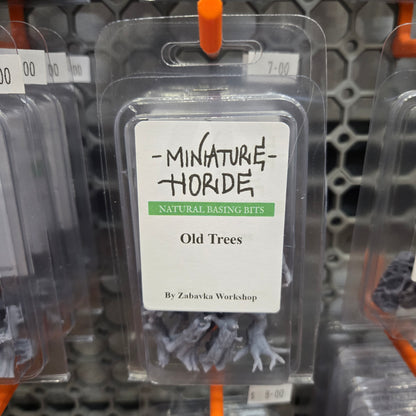 00
00
7-00
- MINIATURE -
- HORDE
NATURAL BASING BITS
Old Trees
By Zabavka Workshop
$ 8-00